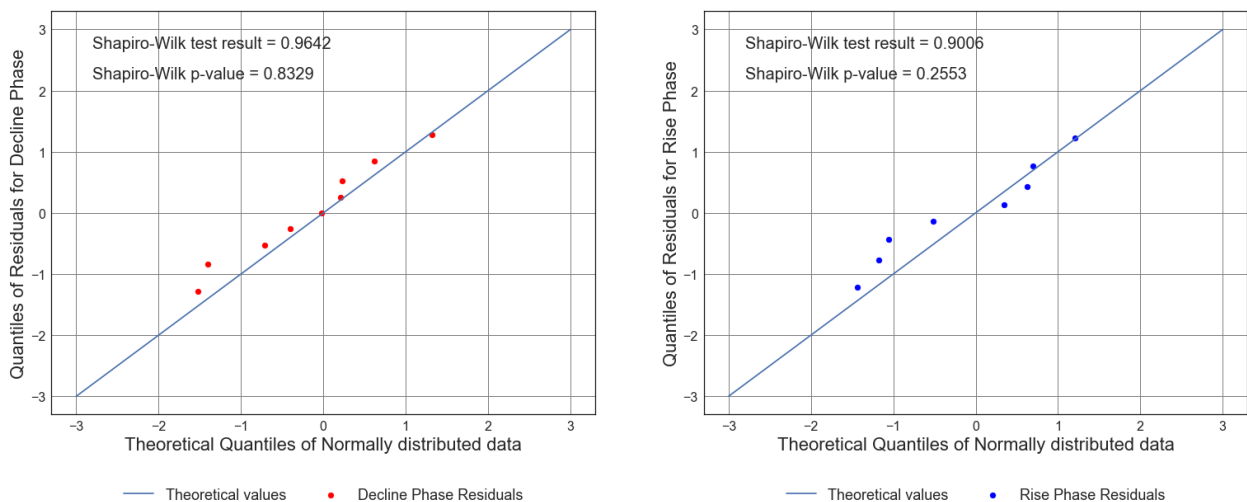 Shapiro-Wilk test result = 0.9642
Shapiro-Wilk p-value = 0.8329
Quantiles of Residuals for Decline Phase
3
2
1
0
−1
−2
−3
−3 −2 −1 0 1 2 3
Theoretical Quantiles of Normally distributed data
Theoretical values Decline Phase Residuals
Shapiro-Wilk test result = 0.9006
Shapiro-Wilk p-value = 0.2553
Quantiles of Residuals for Rise Phase
3
2
1
0
−1
−2
−3
−3 −2 −1 0 1 2 3
Theoretical Quantiles of Normally distributed data
Theoretical values Rise Phase Residuals